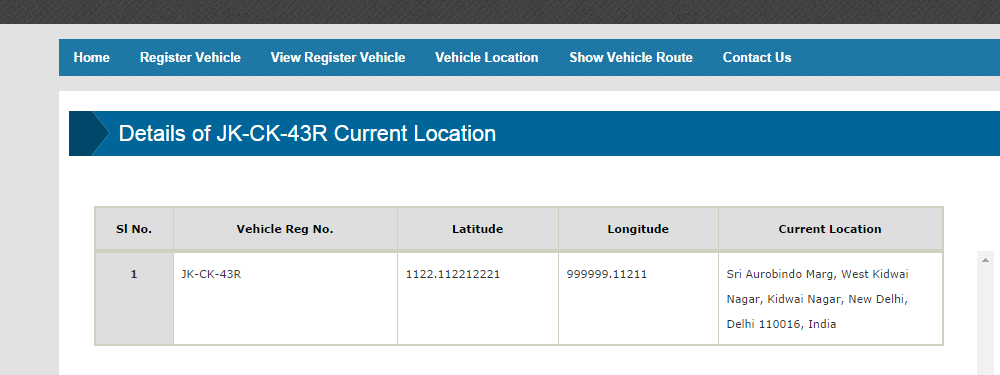 Home Register Vehicle View Register Vehicle Vehicle Location Show Vehicle Route Contact Us
Details of JK-CK-43R Current Location
Sl No. Vehicle Reg No. Latitude Longitude Current Location
1 JK-CK-43R 1122.112212221 999999.11211 Sri Aurobindo Marg, West Kidwai
Nagar, Kidwai Nagar, New Delhi,
Delhi 110016, India